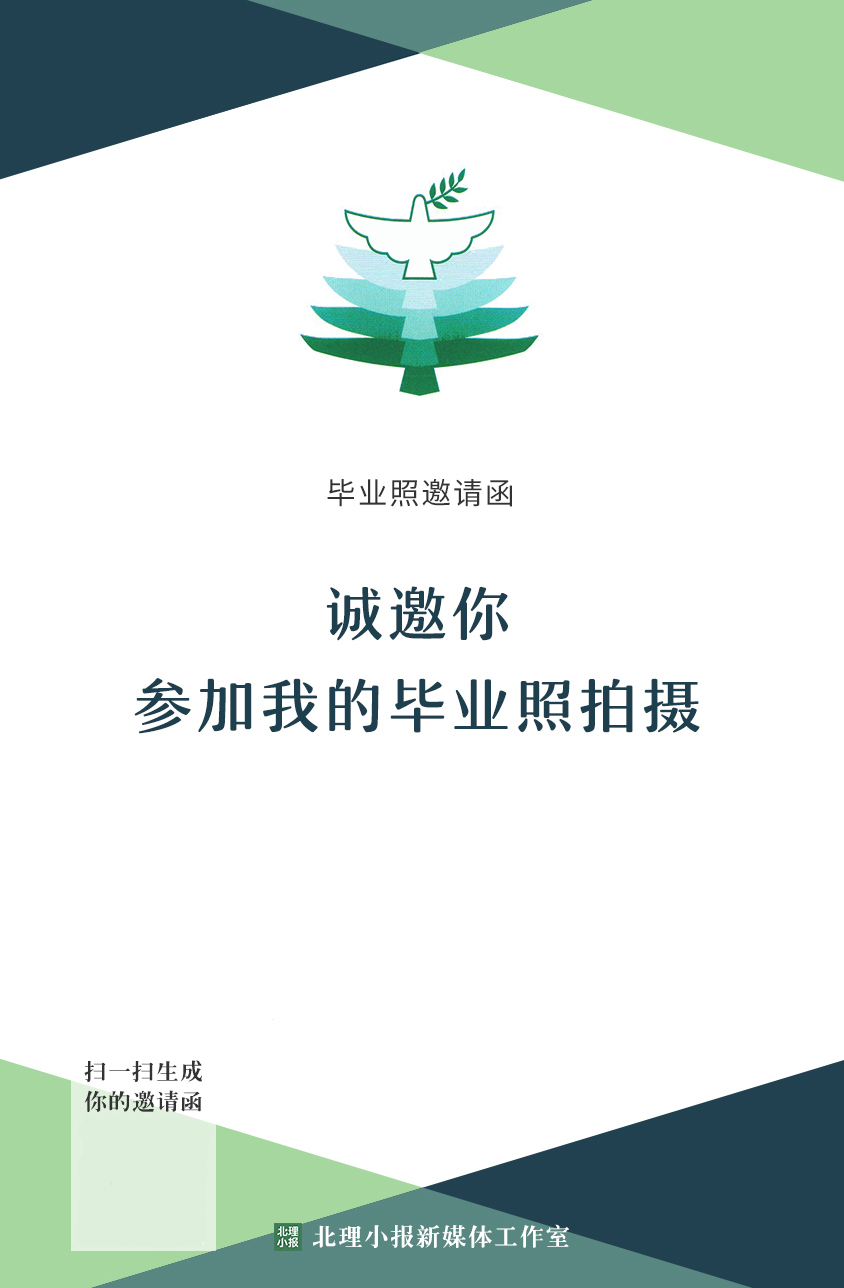 毕业照邀请函
诚邀你
参加我的毕业照拍摄
扫一扫生成
你的邀请函
北理
小报
北理小报新媒体工作室